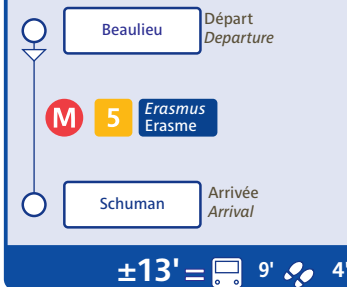 Beaulieu
Départ
Departure
M 5 Erasmus
Erasme
Schuman
Arrivée
Arrival
±13' = 9' 4'